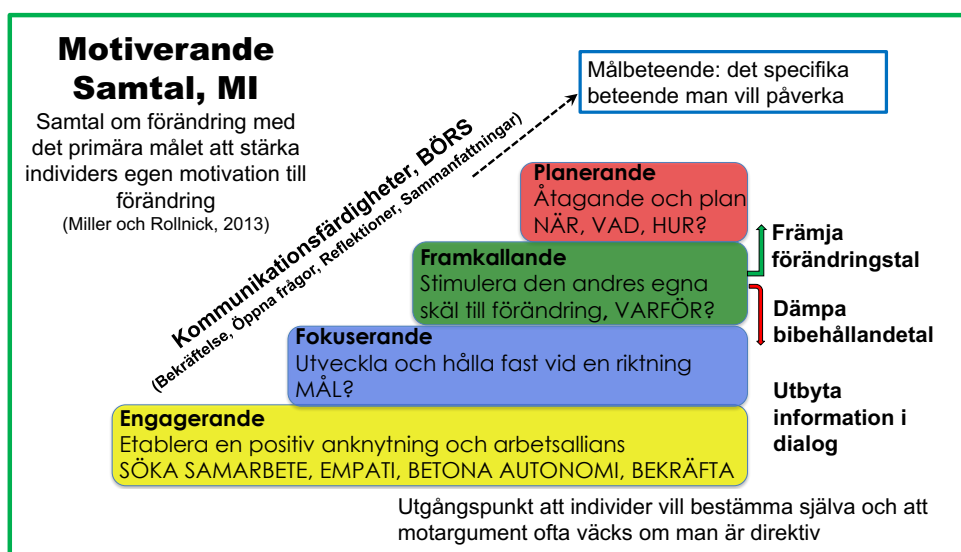 Motiverande
Samtal, MI
Samtal om förändring med
det primära målet att stärka
individers egen motivation till
förändring
(Miller och Rollnick, 2013)
Kommunikationsfärdigheter, BÖRS
(Bekräftelse, Öppna frågor, Reflektioner, Sammanfattningar)
Målbeteende: det specifika
beteende man vill påverka
Planerande
Åtagande och plan
NÄR, VAD, HUR?
Framkallande
Stimulera den andres egna
skäl till förändring, VARFÖR?
Fokuserande
Utveckla och hålla fast vid en riktning
MÅL?
Engagerande
Etablera en positiv anknytning och arbetsallians
SÖKA SAMARBETE, EMPATI, BETONA AUTONOMI, BEKRÄFTA
Främja
förändringstal
Dämpa
bibehållandetal
Utbyta
information i
dialog
Utgångspunkt att individer vill bestämma själva och att
motargument ofta väcks om man är direktiv